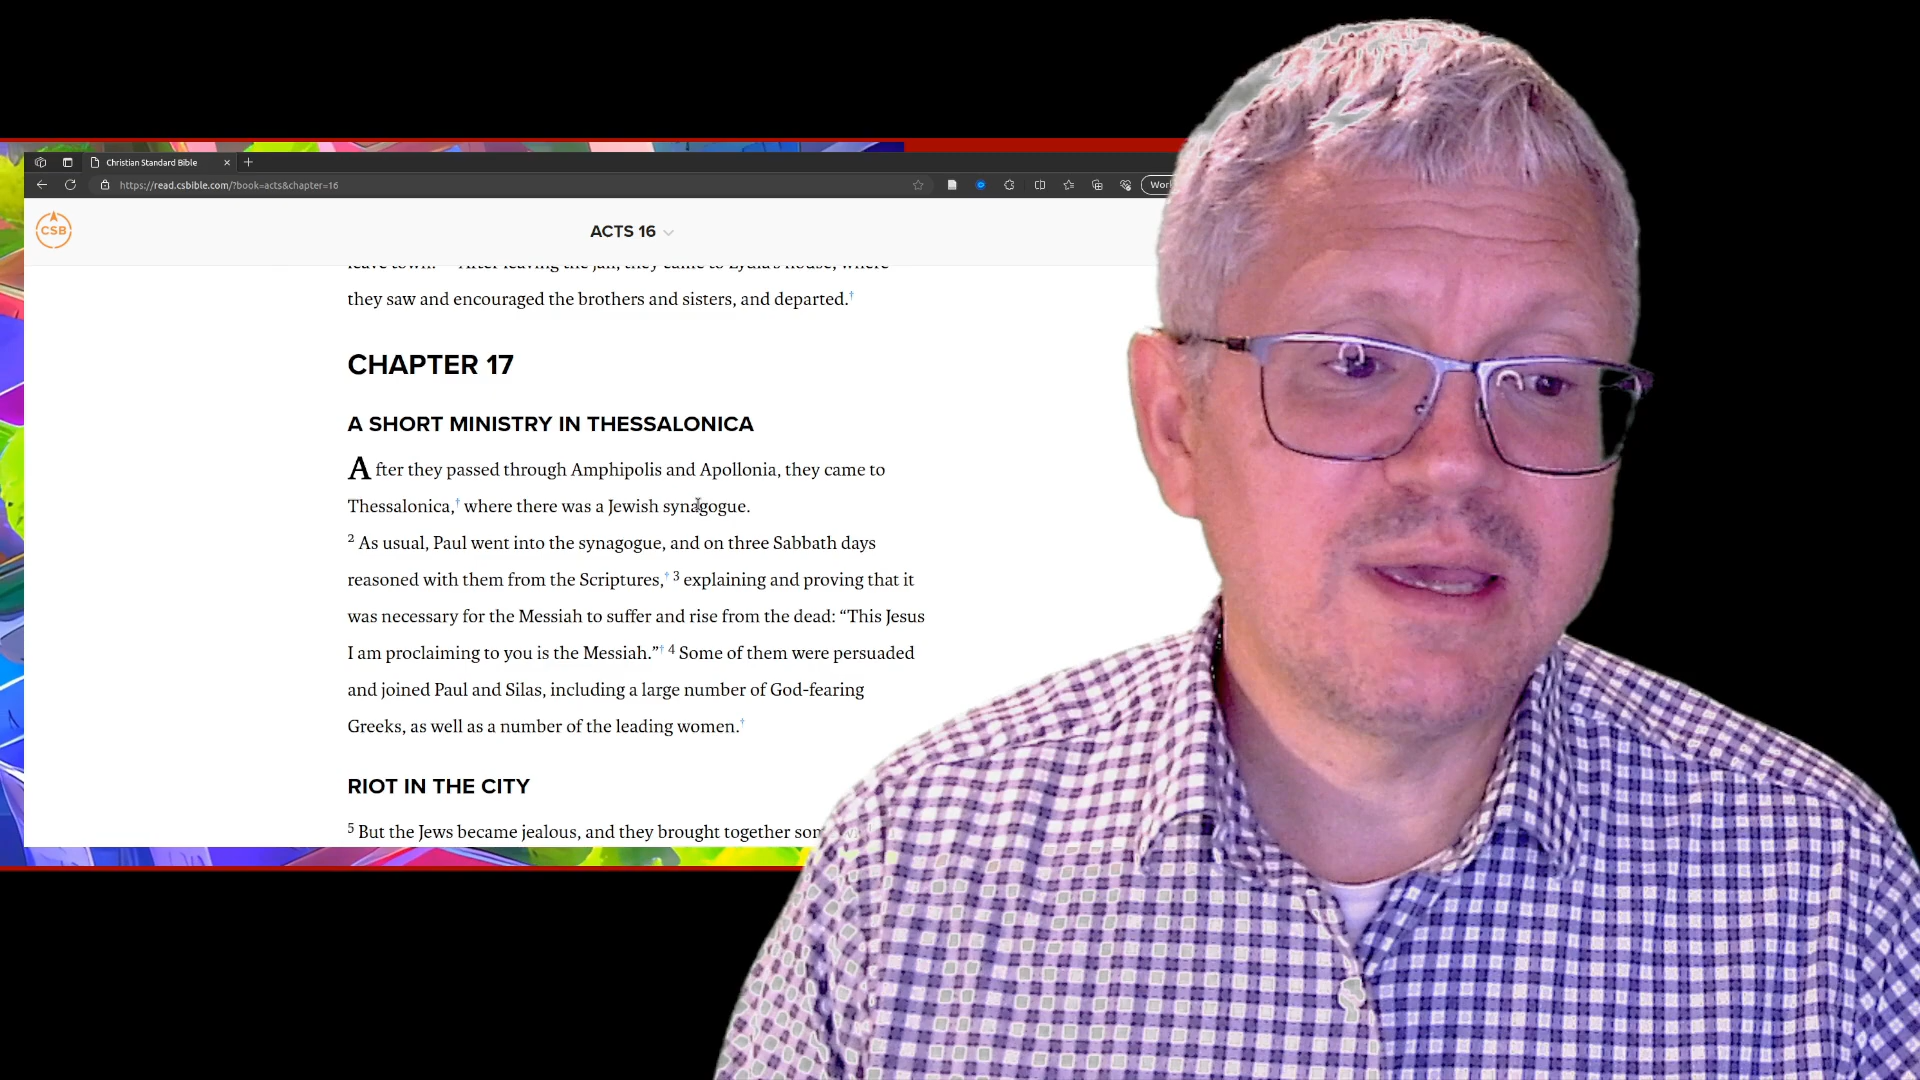 Christian Standard Bible
https://read.csbible.com/?book=acts&chapter=16
CSB
ACTS 16
they saw and encouraged the brothers and sisters, and departed.†
CHAPTER 17
A SHORT MINISTRY IN THESSALONICA
After they passed through Amphipolis and Apollonia, they came to
Thessalonica,† where there was a Jewish synagogue.
2 As usual, Paul went into the synagogue, and on three Sabbath days
reasoned with them from the Scriptures,† 3 explaining and proving that it
was necessary for the Messiah to suffer and rise from the dead: “This Jesus
I am proclaiming to you is the Messiah.”† 4 Some of them were persuaded
and joined Paul and Silas, including a large number of God-fearing
Greeks, as well as a number of the leading women.†
RIOT IN THE CITY
5 But the Jews became jealous, and they brought together